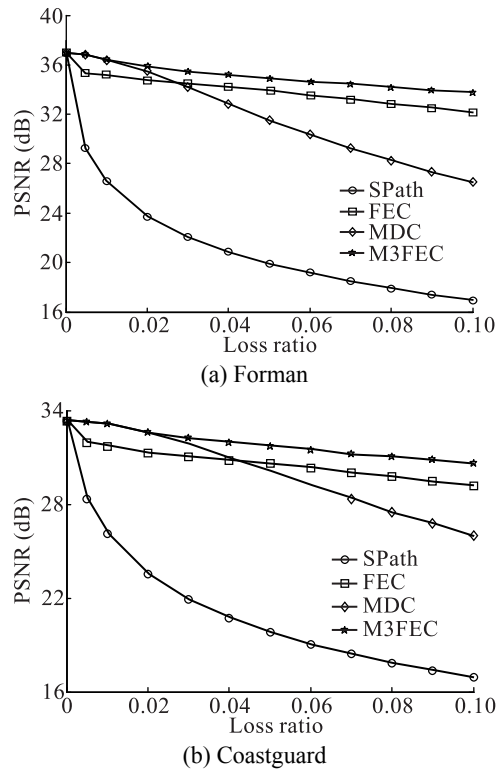 40
36
32
28
24
20
16
PSNR (dB)
SPath
FEC
MDC
M3FEC
0 0.02 0.04 0.06 0.08 0.10
Loss ratio
(a) Forman
34
28
22
16
PSNR (dB)
SPath
FEC
MDC
M3FEC
0 0.02 0.04 0.06 0.08 0.10
Loss ratio
(b) Coastguard